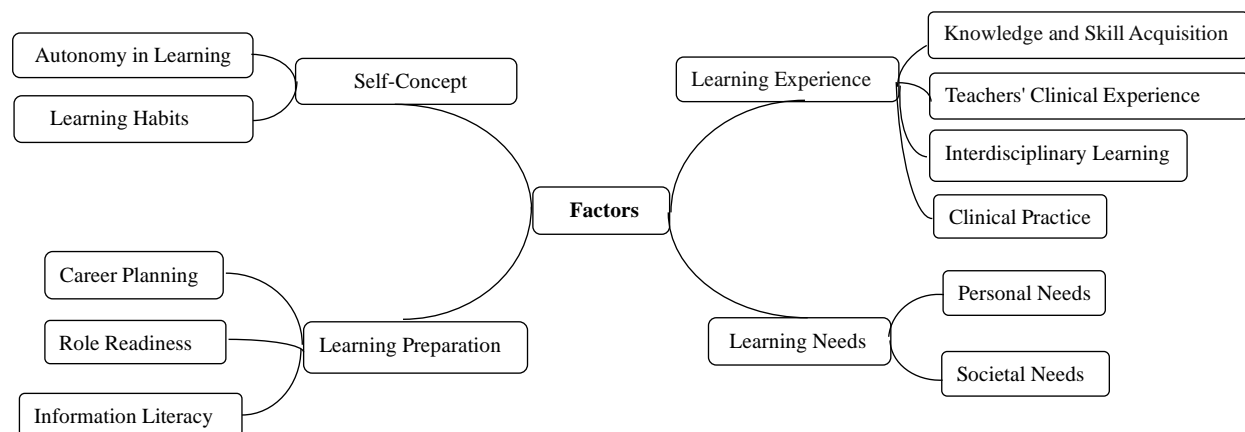 Autonomy in Learning
Learning Habits
Self-Concept
Career Planning
Role Readiness
Information Literacy
Learning Preparation
Factors
Learning Experience
Knowledge and Skill Acquisition
Teachers' Clinical Experience
Interdisciplinary Learning
Clinical Practice
Learning Needs
Personal Needs
Societal Needs